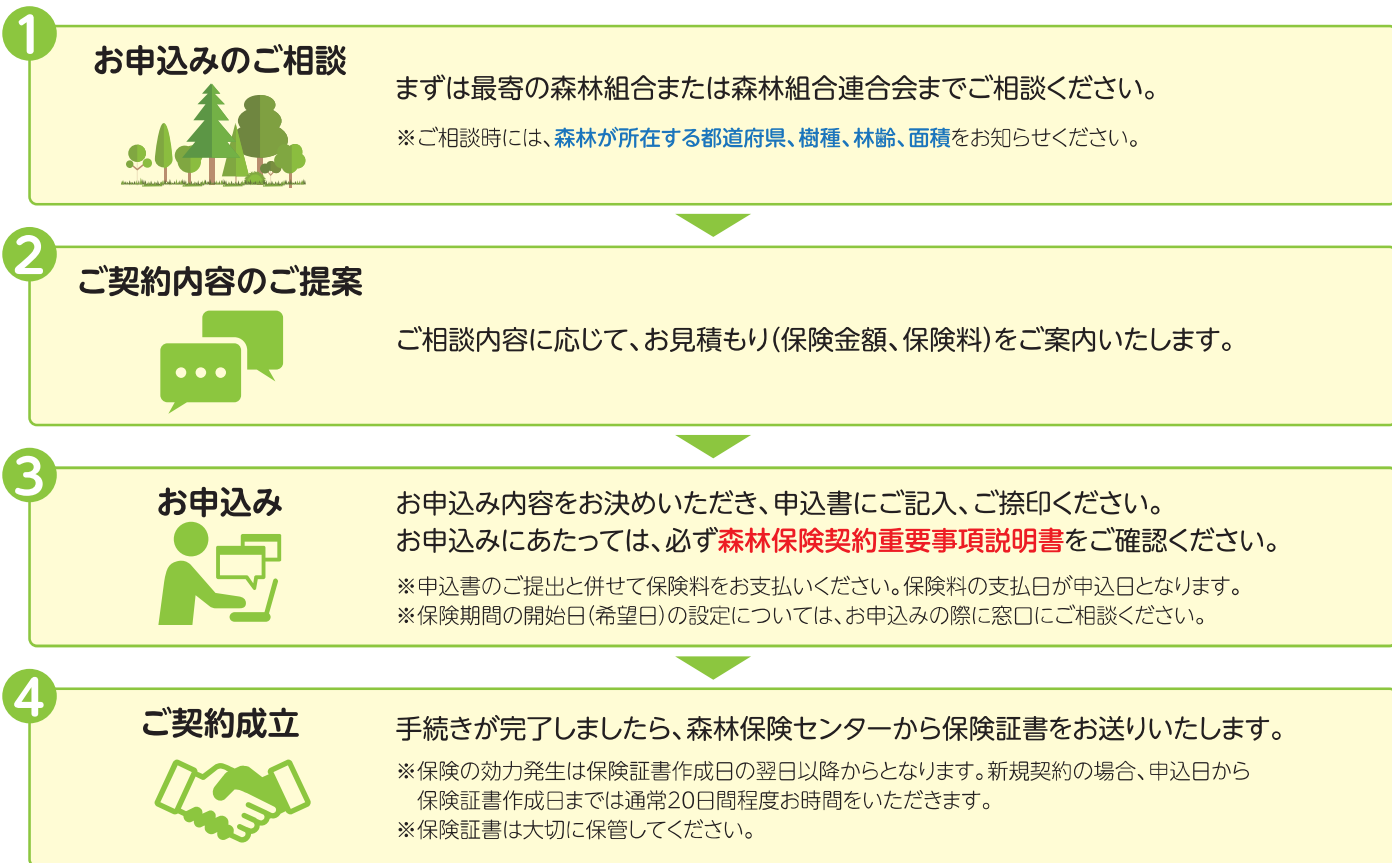 1
お申込みのご相談
まずは最寄の森林組合または森林組合連合会までご相談ください。
※ご相談時には、森林が所在する都道府県、樹種、林齢、面積をお知らせください。
2
ご契約内容のご提案
ご相談内容に応じて、お見積もり(保険金額、保険料)をご案内いたします。
3
お申込み
お申込み内容をお決めいただき、申込書にご記入、ご捺印ください。
お申込みにあたっては、必ず森林保険契約重要事項説明書をご確認ください。
※申込書のご提出と併せて保険料をお支払いください。保険料の支払日が申込日となります。
※保険期間の開始日(希望日)の設定については、お申込みの際に窓口にご相談ください。
4
ご契約成立
手続きが完了しましたら、森林保険センターから保険証書をお送りいたします。
※保険の効力発生は保険証書作成日の翌日以降からとなります。新規契約の場合、申込日から
保険証書作成日までは通常20日間程度お時間をいただきます。
※保険証書は大切に保管してください。